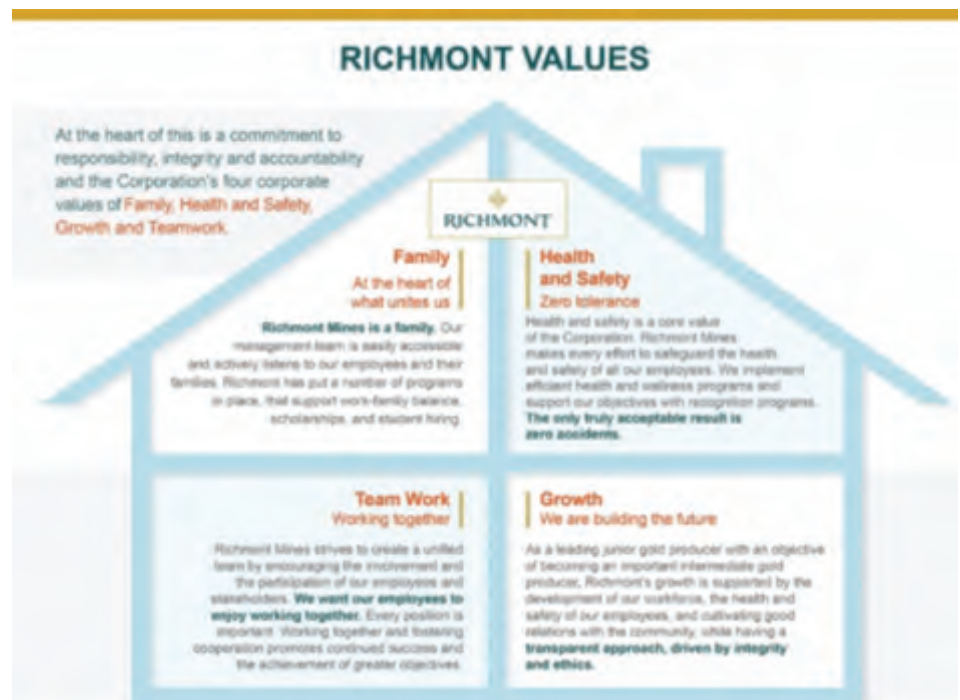 RICHMONT VALUES
At the heart of this is a commitment to
responsibility, integrity and accountability
and the Corporation's four corporate
values of Family, Health and Safety,
Growth and Teamwork.
RICHMONT
Family
At the heart of
what unites us
Richmont Mines is a family. Our
management team is easily accessible
and actively listens to our employees and their
families. Richmont has put a number of programs
in place, that support work-family balance,
scholarships, and student hiring.
Health
and Safety
Zero tolerance
Health and safety is a core value
of the Corporation. Richmont Mines
makes every effort to safeguard the health
and safety of all our employees. We implement
efficient health and wellness programs and
support our objectives with recognition programs.
The only truly acceptable result is
zero accidents.
Team Work
Working together
Richmont Mines strives to create a unified
team by encouraging the involvement and
the participation of our employees and
stakeholders. We want our employees to
enjoy working together. Every position is
important. Working together and fostering
cooperation promotes continued success and
the achievement of greater objectives.
Growth
We are building the future
As a leading junior gold producer with an objective
of becoming an important intermediate gold
producer, Richmont's growth is supported by the
development of our workforce, the health and
safety of our employees, and cultivating good
relations with the community, while having a
transparent approach, driven by integrity
and ethics.